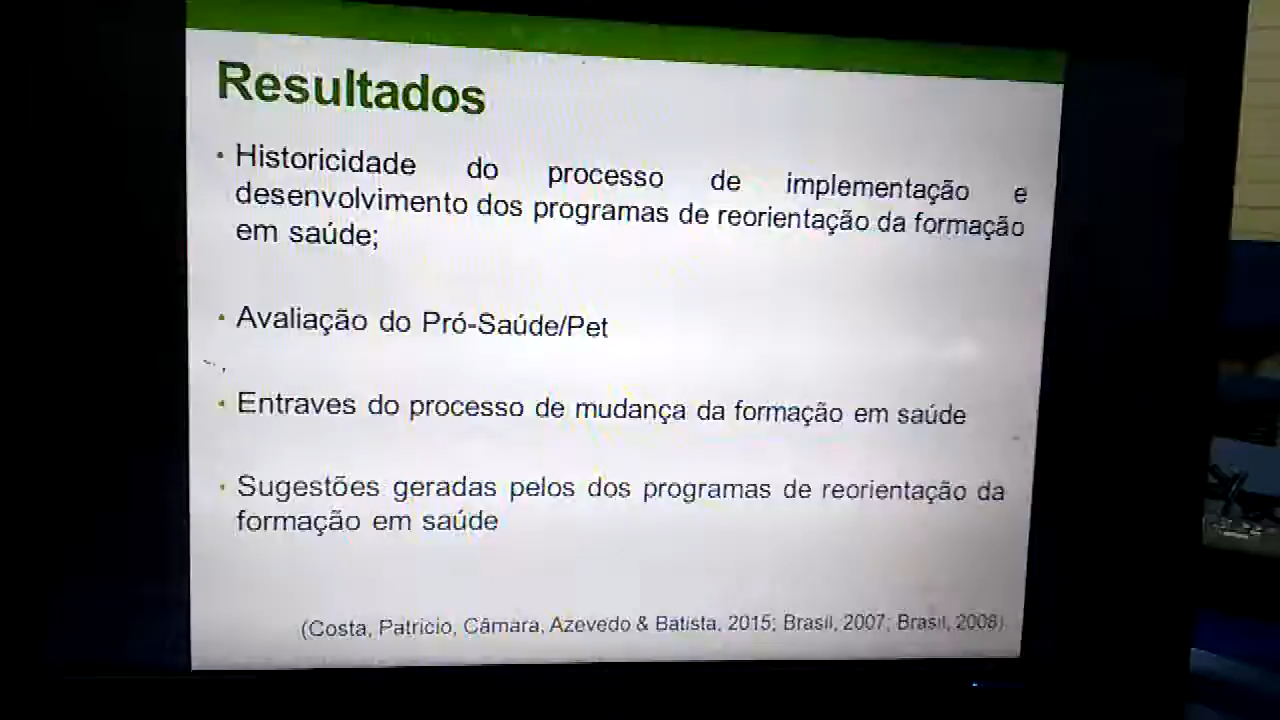 Resultados
• Historicidade do processo de implementação e
desenvolvimento dos programas de reorientação da formação
em saúde;
• Avaliação do Pró-Saúde/Pet
• Entraves do processo de mudança da formação em saúde
• Sugestões geradas pelos dos programas de reorientação da
formação em saúde
(Costa, Patricio, Câmara, Azevedo & Batista, 2015; Brasil, 2007; Brasil, 2008).